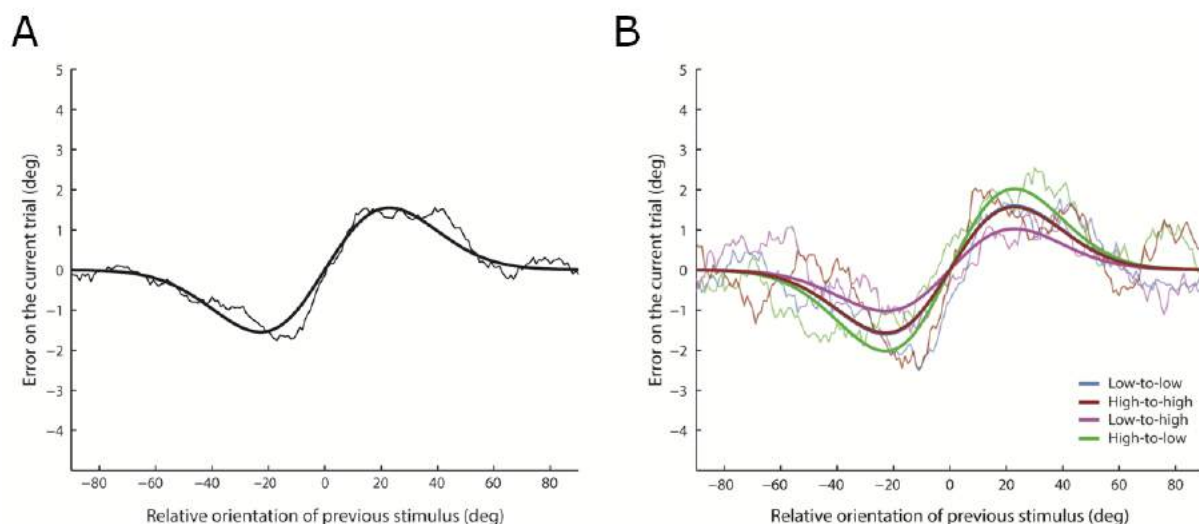 A
5
4
3
2
1
0
−1
−2
−3
−4
Error on the current trial (deg)
−80 −60 −40 −20 0 20 40 60 80
Relative orientation of previous stimulus (deg)
B
5
4
3
2
1
0
−1
−2
−3
−4
Error on the current trial (deg)
Low-to-low
High-to-high
Low-to-high
High-to-low
−80 −60 −40 −20 0 20 40 60 80
Relative orientation of previous stimulus (deg)